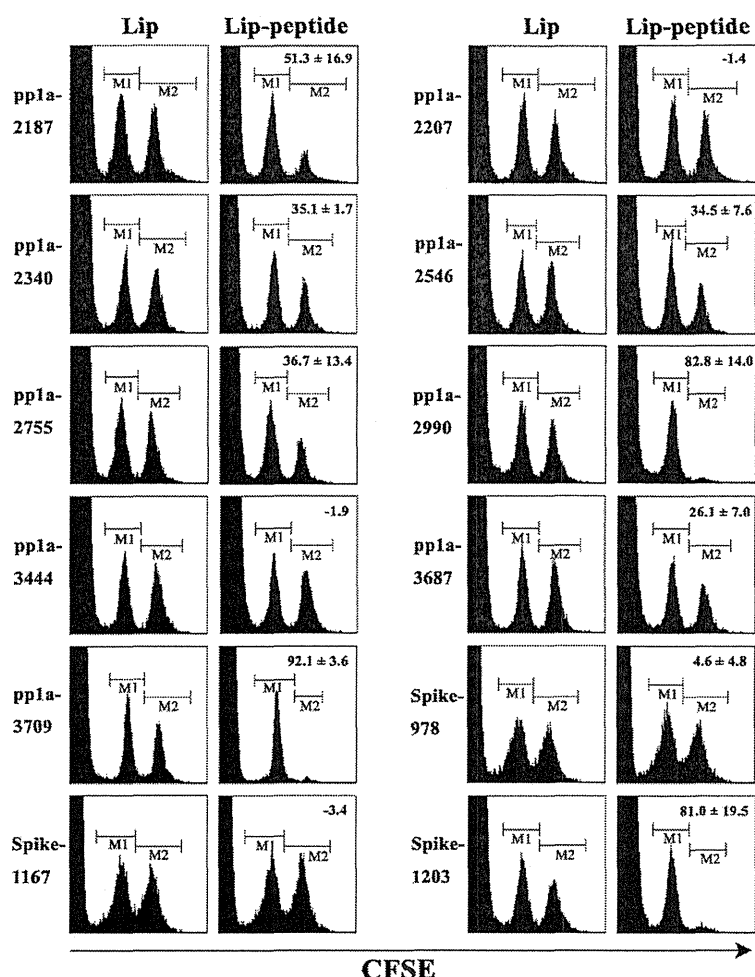 Lip Lip-peptide Lip Lip-peptide
pp1a-2187 M1 M2 51.3 ± 16.9 M1 M2
pp1a-2207 M1 M2 -1.4 M1 M2
pp1a-2340 M1 M2 35.1 ± 1.7 M1 M2
pp1a-2546 M1 M2 34.5 ± 7.6 M1 M2
pp1a-2755 M1 M2 36.7 ± 13.4 M1 M2
pp1a-2990 M1 M2 82.8 ± 14.0 M1 M2
pp1a-3444 M1 M2 -1.9 M1 M2
pp1a-3687 M1 M2 26.1 ± 7.0 M1 M2
pp1a-3709 M1 M2 92.1 ± 3.6 M1 M2
Spike-978 M1 M2 4.6 ± 4.8 M1 M2
Spike-1167 M1 M2 -3.4 M M2
Spike-1203 M1 M2 81.0 ± 19.5 M1 M2
CFSE